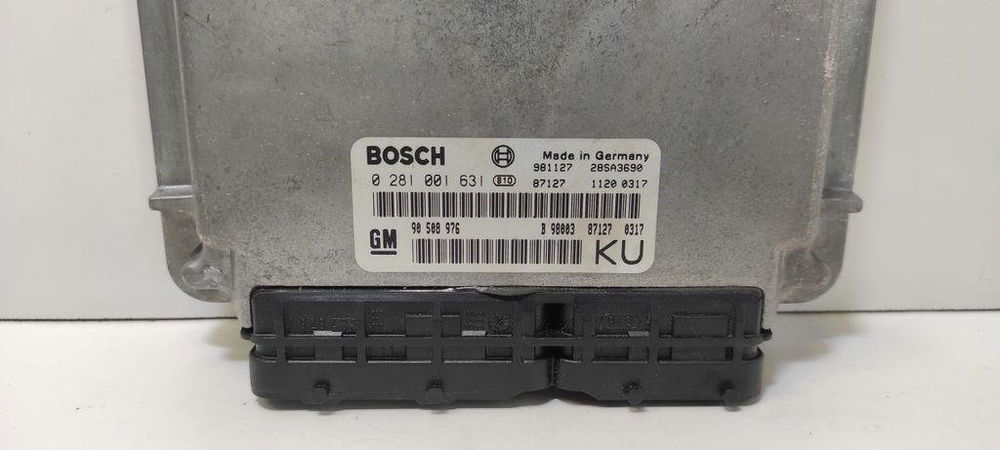 BOSCH Made in Germany
981127 28SA3690
0 281 001 631 810 87127 1120 0317
90 508 976 B 98003 87127 0317
GM KU